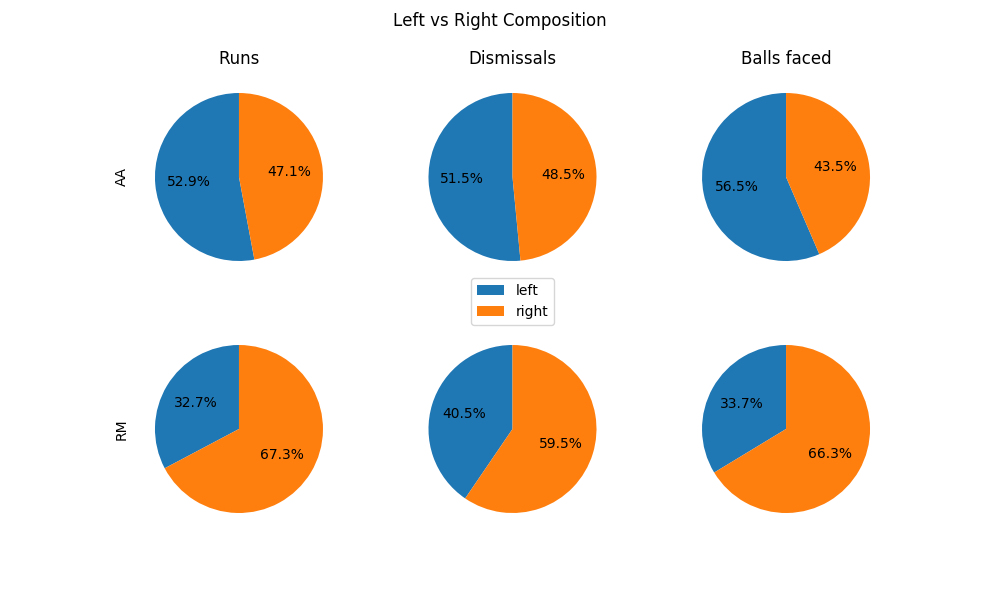 Left vs Right Composition
Runs
Dismissals
Balls faced
AA
52.9%
47.1%
51.5%
48.5%
56.5%
43.5%
left
right
RM
32.7%
67.3%
40.5%
59.5%
33.7%
66.3%